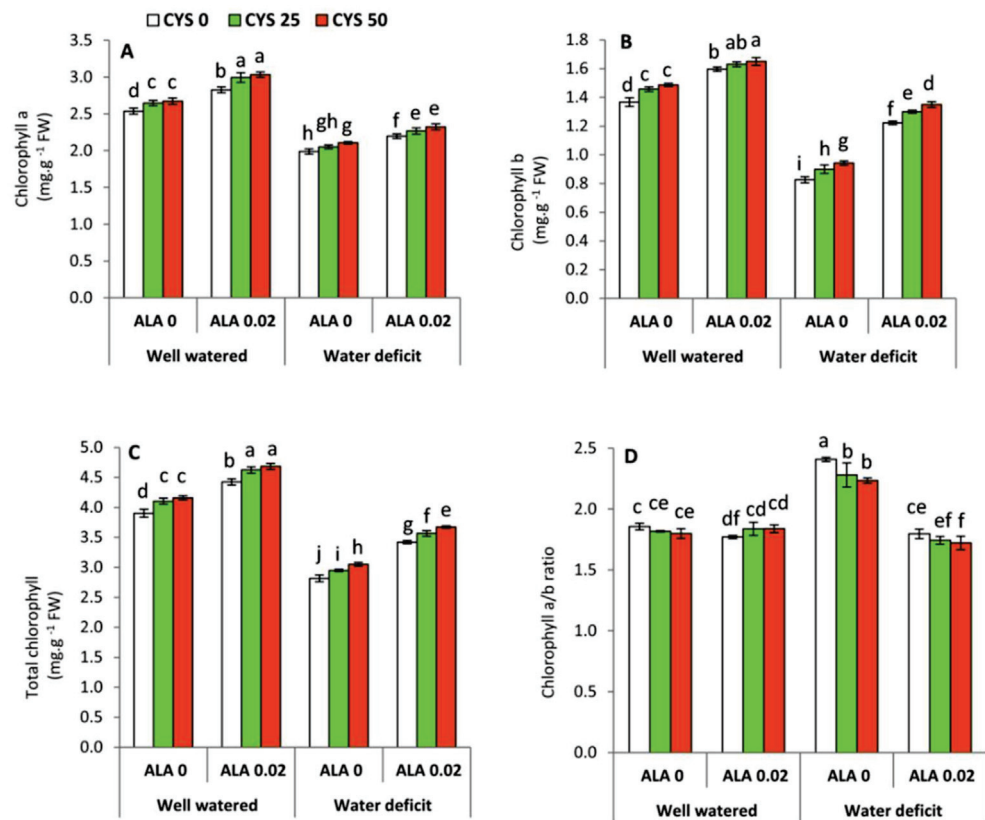 CYS 0 CYS 25 CYS 50
A
Chlorophyll a
(mg.g -1 FW)
3.5
3.0
2.5
2.0
1.5
1.0
0.5
0.0
d c c b a a h gh g f e e
ALA 0 ALA 0.02 ALA 0 ALA 0.02
Well watered Water deficit
B
Chlorophyll b
(mg.g -1 FW)
1.8
1.6
1.4
1.2
1.0
0.8
0.6
0.4
0.2
0.0
d c c b ab a i h g f e d
ALA 0 ALA 0.02 ALA 0 ALA 0.02
Well watered Water deficit
C
Total chlorophyll
(mg.g -1 FW)
5.0
4.5
4.0
3.5
3.0
2.5
2.0
1.5
1.0
0.5
0.0
d c c b a a j i h g f e
ALA 0 ALA 0.02 ALA 0 ALA 0.02
Well watered Water deficit
D
Chlorophyll a/b ratio
2.5
2.0
1.5
1.0
0.5
0.0
c ce ce df cd cd a b b ce ef f
ALA 0 ALA 0.02 ALA 0 ALA 0.02
Well watered Water deficit